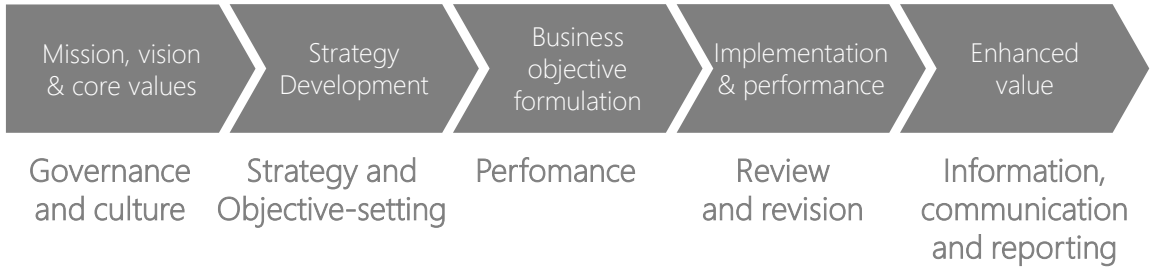 Mission, vision
& core values
Strategy
Development
Business
objective
formulation
Implementation
& performance
Enhanced
value
Governance
and culture
Strategy and
Objective-setting
Perfomance
Review
and revision
Information,
communication
and reporting